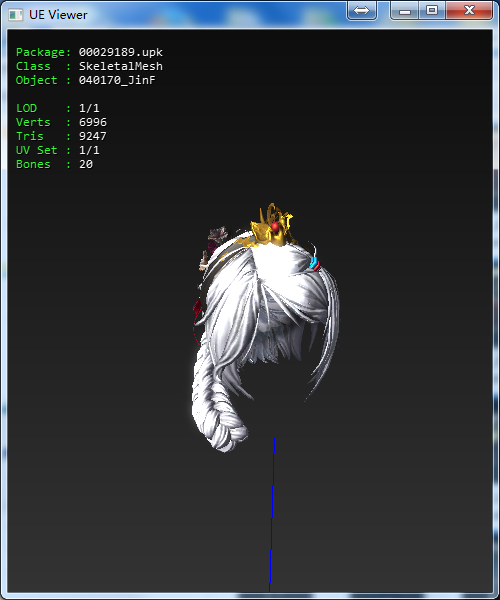 UE Viewer
Package: 00029189.upk
Class  : SkeletalMesh
Object : 040170_JinF
LOD    : 1/1
Verts  : 6996
Tris   : 9247
UV Set : 1/1
Bones  : 20